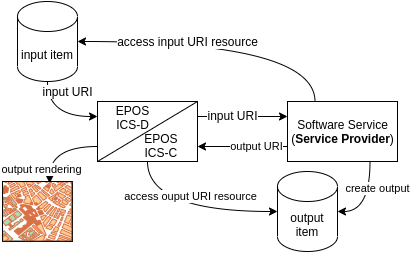 access input URI resource
input item
input URI
EPOS
ICS-D
EPOS
ICS-C
input URI
Software Service
(Service Provider)
output URI
output rendering
access ouput URI resource
create output
output
item